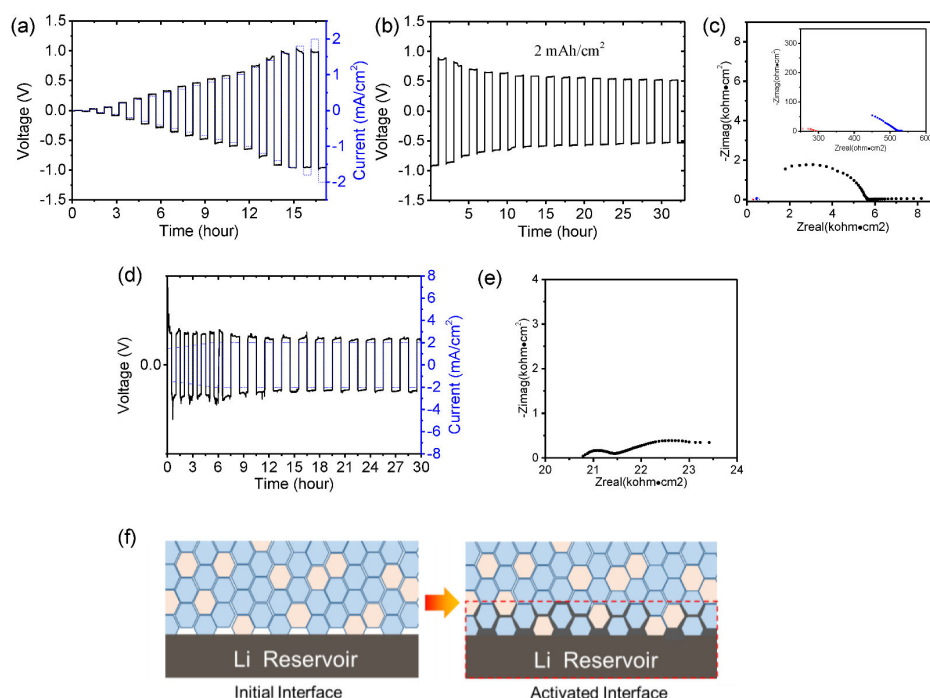 (a)
Voltage (V)
1.5
1.0
0.5
0.0
-0.5
-1.0
-1.5
0 3 6 9 12 15
Time (hour)
2
1
0
-1
-2
Current (mA/cm²)
(b)
2 mAh/cm²
Voltage (V)
1.5
1.0
0.5
0.0
-0.5
-1.0
-1.5
5 10 15 20 25 30
Time (hour)
(c)
-Zimag(kohm•cm²)
8
6
4
2
0
0 2 4 6 8
Zreal(kohm•cm2)
-Zimag(ohm•cm²)
300
200
100
0
300 400 500 600
Zreal(ohm•cm2)
(d)
Voltage (V)
0.0
0 3 6 9 12 15 18 21 24 27 30
Time (hour)
8
6
4
2
0
-2
-4
-6
-8
Current (mA/cm²)
(e)
-Zimag(kohm•cm²)
4
3
2
1
0
20 21 22 23 24
Zreal(kohm•cm2)
(f)
Li Reservoir
Initial Interface
Li Reservoir
Activated Interface